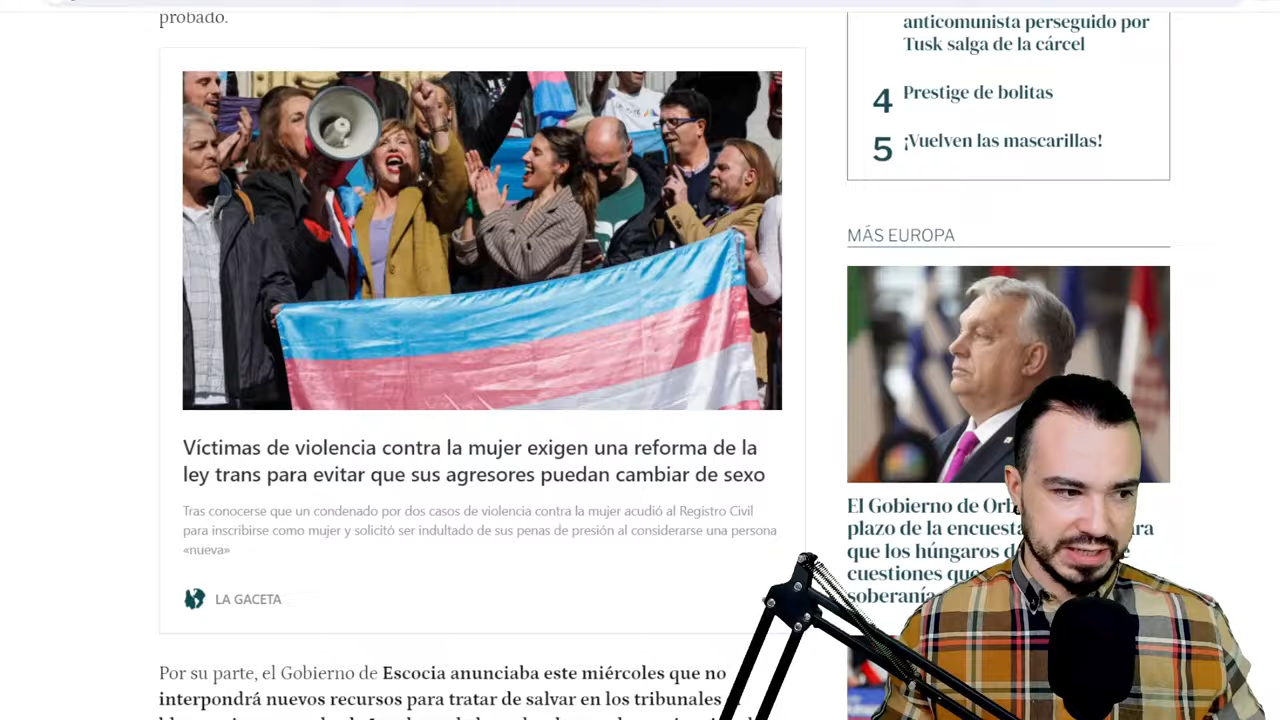 probado.
Víctimas de violencia contra la mujer exigen una reforma de la
ley trans para evitar que sus agresores puedan cambiar de sexo
Tras conocerse que un condenado por dos casos de violencia contra la mujer acudió al Registro Civil
para inscribirse como mujer y solicitó ser indultado de sus penas de presión al considerarse una persona
«nueva»
LA GACETA
Por su parte, el Gobierno de Escocia anunciaba este miércoles que no
interpondrá nuevos recursos para tratar de salvar en los tribunales
anticomunista perseguido por
Tusk salga de la cárcel
4 Prestige de bolitas
5 ¡Vuelven las mascarillas!
MÁS EUROPA
El Gobierno de
plazo de la encuesta
que los húngaros
cuestiones que
soberanía